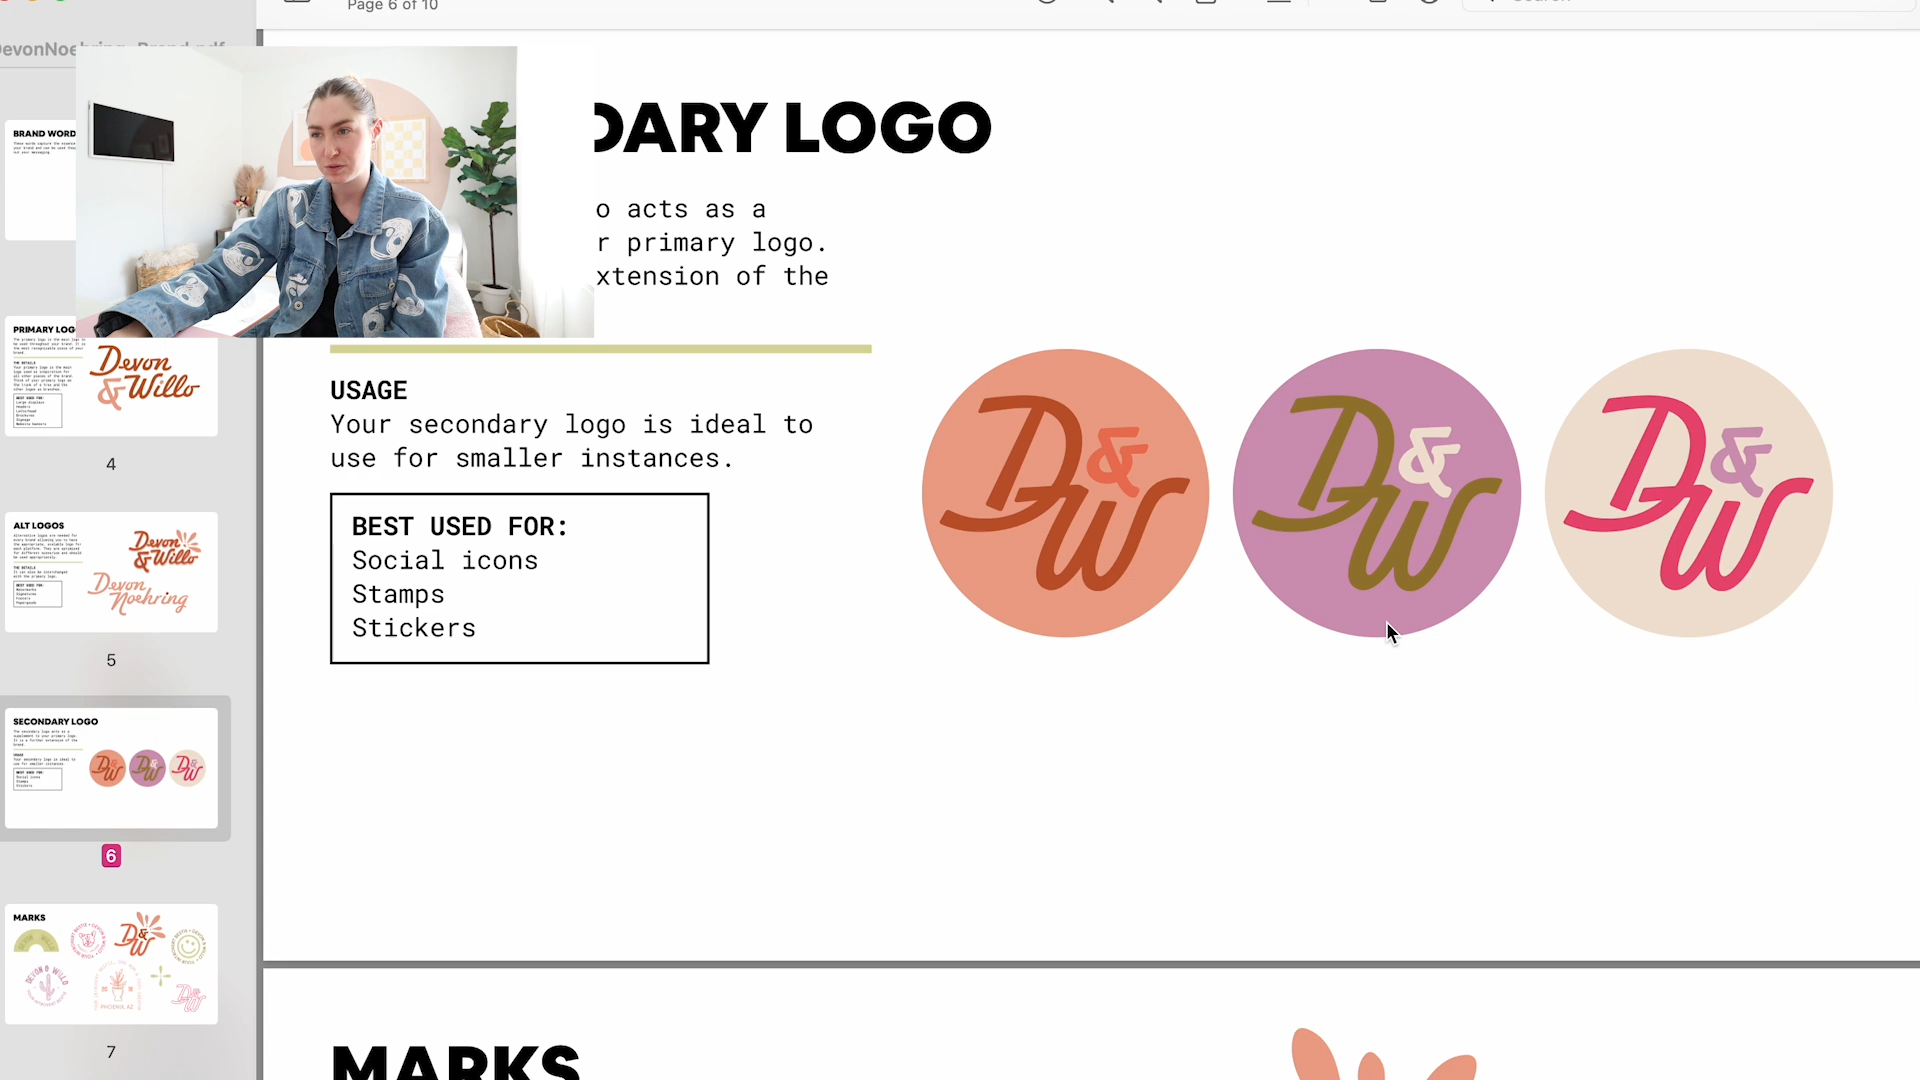 Page 6 of 10
DARY LOGO
o acts as a
r primary logo.
xtension of the
USAGE
Your secondary logo is ideal to
use for smaller instances.
BEST USED FOR:
Social icons
Stamps
Stickers
D&W
D&W
D&W
MARKS
BRAND WORD
PRIMARY LOG
Devon
& Willo
4
ALT LOGOS
Devon
& Willo
Devon
Noehring
5
SECONDARY LOGO
D&W
D&W
D&W
6
MARKS
D&W
PHOENIX, AZ
7